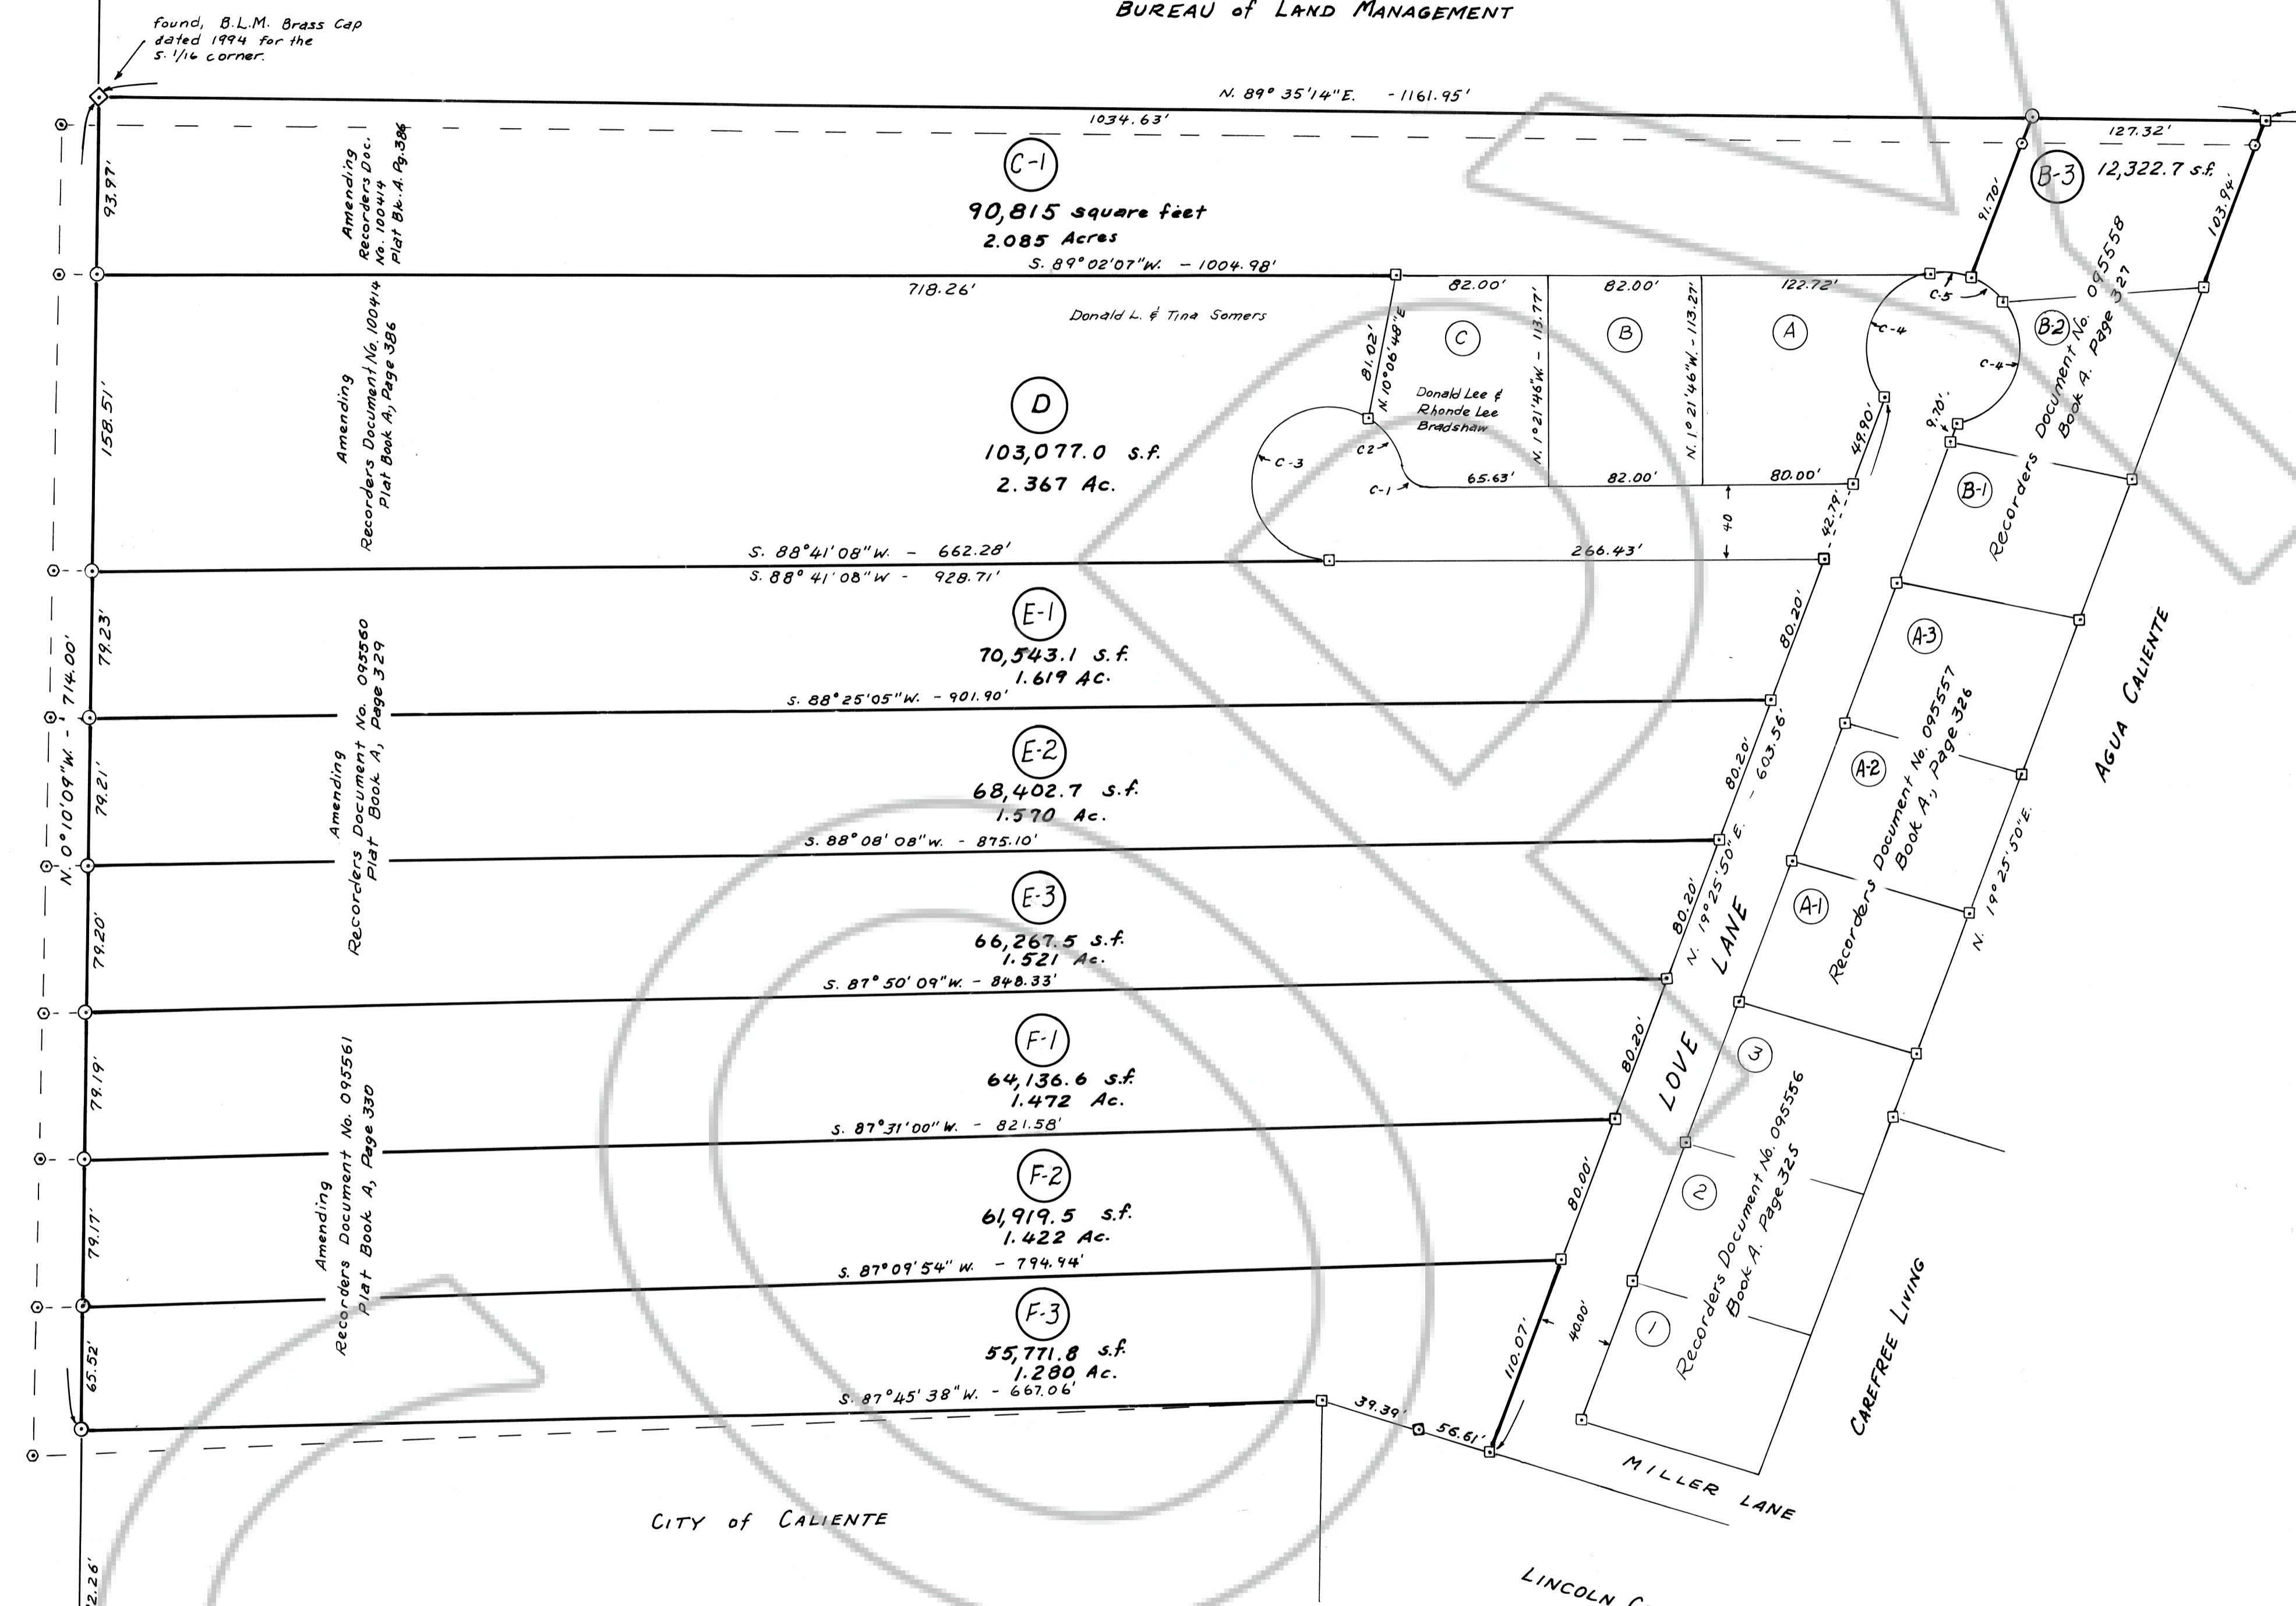 BUREAU of LAND MANAGEMENT
found, B.L.M. Brass Cap
dated 1994 for the
S. 1/16 corner.
N. 89° 35'14"E. - 1161.95'
1034.63'
127.32'
93.97'
Amending
Recorders Doc.
No. 100414
Plat Bk. A. Pg. 386
C-1
90,815 square feet
2.085 Acres
S. 89° 02'07"W. - 1004.98'
91.70'
B-3
12,322.7 s.f.
103.94'
718.26'
82.00'
82.00'
122.72'
Donald L. & Tina Somers
158.51'
Amending
Recorders Document No. 100414
Plat Book A, Page 386
D
103,077.0 s.f.
2.367 Ac.
81.02'
N. 10° 06'48"E
C
Donald Lee &
Rhonde Lee
Bradshaw
N. 1° 21'46"W. - 113.77'
B
N. 1° 21'46"W. - 113.27'
A
C-5
C-4
C-4
B-2
C-3
C2
C-1
65.63'
82.00'
80.00'
49.90'
9.70'
42.79'
40
B-1
Recorders Document No. 095558
Book A. Page 327
S. 88° 41'08"W. - 662.28'
266.43'
S. 88° 41'08"W - 928.71'
N. 0° 10'09"W. - 714.00'
79.23'
Amending
Recorders Document No. 095560
Plat Book A, Page 329
E-1
70,543.1 s.f.
1.619 Ac.
80.20'
S. 88° 25'05"W. - 901.90'
79.21'
E-2
68,402.7 s.f.
1.570 Ac.
80.20'
S. 88° 08'08"W. - 875.10'
79.20'
E-3
66,267.5 s.f.
1.521 Ac.
80.20'
N. 19° 25'50"E. - 603.56'
S. 87° 50'09"W. - 848.33'
LOVE LANE
A-3
A-2
A-1
Recorders Document No. 095557
Book A., Page 326
AGUA CALIENTE
N. 19° 25'50"E.
79.19'
Amending
Recorders Document No. 095561
Plat Book A, Page 330
F-1
64,136.6 s.f.
1.472 Ac.
80.20'
S. 87° 31'00"W. - 821.58'
79.17'
F-2
61,919.5 s.f.
1.422 Ac.
80.00'
S. 87° 09'54"W. - 794.94'
65.52'
F-3
55,771.8 s.f.
1.280 Ac.
S. 87° 45'38"W. - 667.06'
39.39'
56.61'
110.07'
40.00'
3
2
1
Recorders Document No. 095556
Book A. Page 325
CAREFREE LIVING
MILLER LANE
CITY of CALIENTE
LINCOLN
2.26'